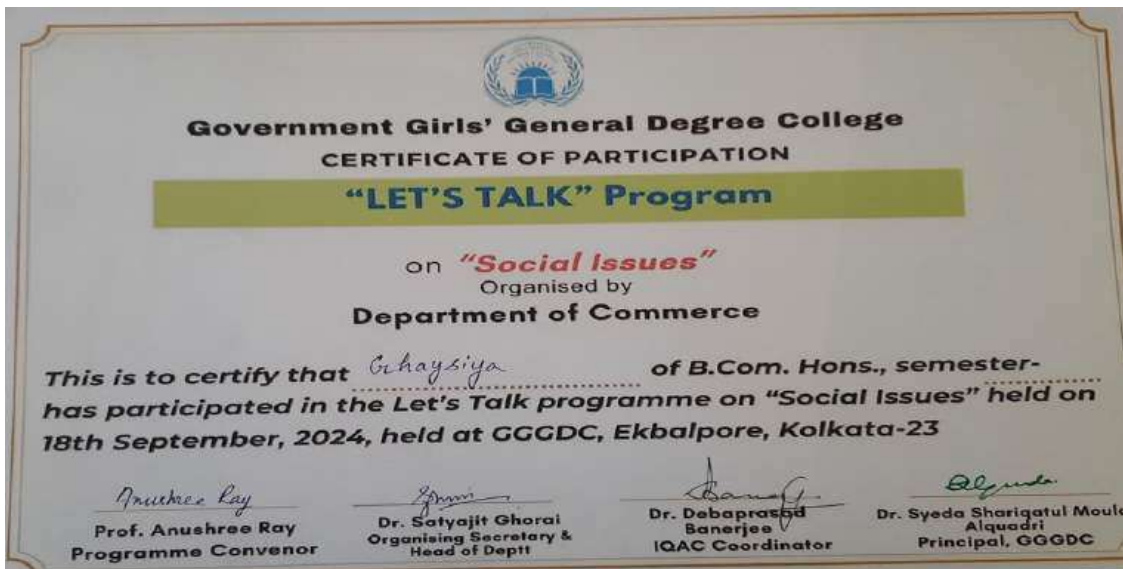 Government Girls' General Degree College
CERTIFICATE OF PARTICIPATION
“LET'S TALK” Program
on “Social Issues”
Organised by
Department of Commerce
This is to certify that Ghaysiya of B.Com. Hons., semester-
has participated in the Let's Talk programme on “Social Issues” held on
18th September, 2024, held at GGGDC, Ekbalpore, Kolkata-23
Anushree Ray
Prof. Anushree Ray
Programme Convenor
Dr. Satyajit Ghorai
Organising Secretary &
Head of Deptt
Dr. Debaprasad
Banerjee
IQAC Coordinator
Dr. Syeda Shariqatul Moula
Alquadri
Principal, GGGDC